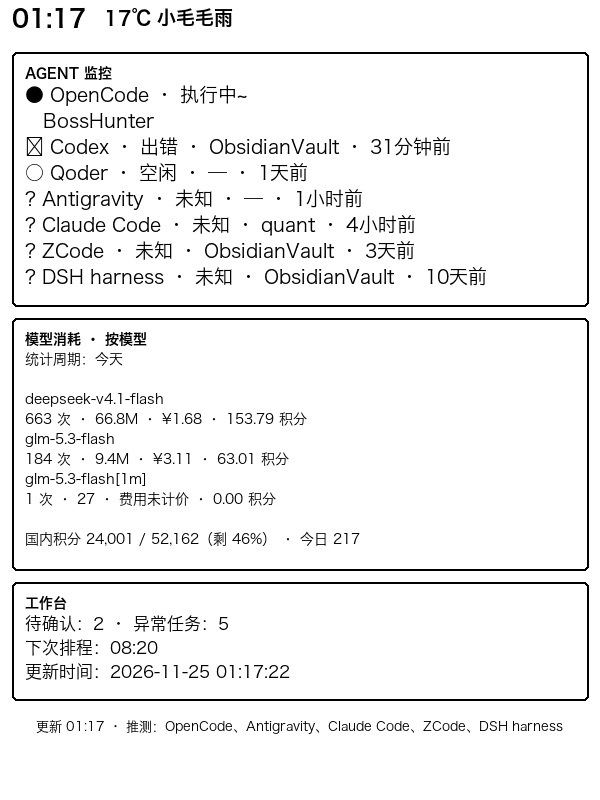 01:17 17℃ 小毛毛雨
AGENT 监控
● OpenCode · 执行中~
BossHunter
☒ Codex · 出错 · ObsidianVault · 31分钟前
○ Qoder · 空闲 · — · 1天前
? Antigravity · 未知 · — · 1小时前
? Claude Code · 未知 · quant · 4小时前
? ZCode · 未知 · ObsidianVault · 3天前
? DSH harness · 未知 · ObsidianVault · 10天前
模型消耗 · 按模型
统计周期：今天
deepseek-v4.1-flash
663 次 · 66.8M · ¥1.68 · 153.79 积分
glm-5.3-flash
184 次 · 9.4M · ¥3.11 · 63.01 积分
glm-5.3-flash[1m]
1 次 · 27 · 费用未计价 · 0.00 积分
国内积分 24,001 / 52,162（剩 46%） · 今日 217
工作台
待确认：2 · 异常任务：5
下次排程：08:20
更新时间：2026-11-25 01:17:22
更新 01:17 · 推测：OpenCode、Antigravity、Claude Code、ZCode、DSH harness